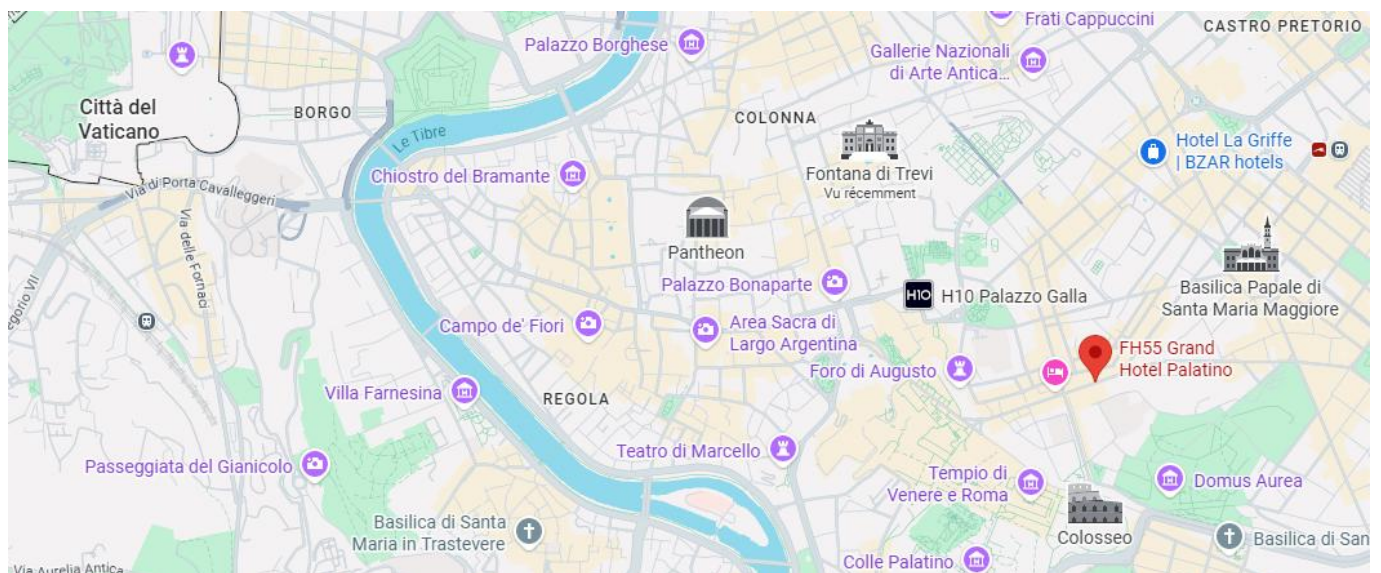 Frati Cappuccini
CASTRO PRETORIO
Palazzo Borghese
Gallerie Nazionali
di Arte Antica...
Città del
Vaticano
BORGO
COLONNA
Le Tibre
Hotel La Griffe
| BZAR hotels
Fontana di Trevi
Vu récemment
Chiostro del Bramante
Via di Porta Cavalleggeri
Via delle Fornaci
Pantheon
Palazzo Bonaparte
H10
H10 Palazzo Galla
Basilica Papale di
Santa Maria Maggiore
egorio VII
Campo de' Fiori
Area Sacra di
Largo Argentina
FH55 Grand
Hotel Palatino
Foro di Augusto
Villa Farnesina
REGOLA
Teatro di Marcello
Passeggiata del Gianicolo
Tempio di
Venere e Roma
Domus Aurea
Basilica di Santa
Maria in Trastevere
Colosseo
Basilica di San
Colle Palatino
Via Aurelia Antica